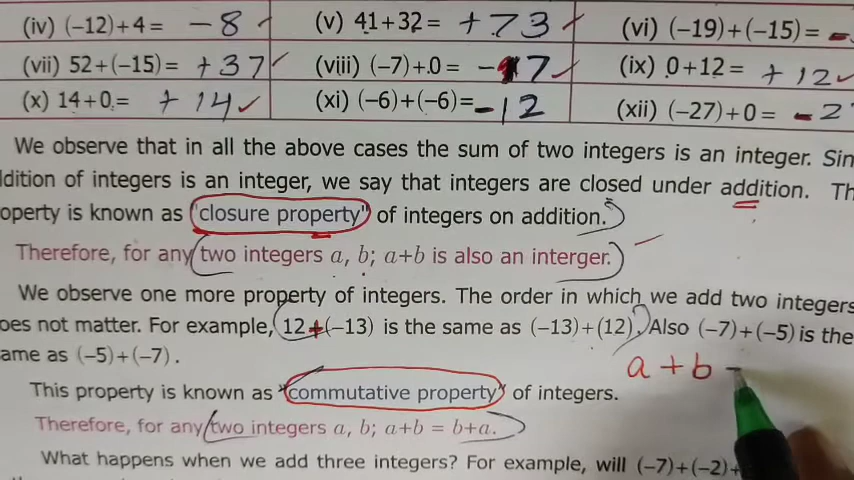 (iv) (–12)+4 = –8 (v) 41+32 = +73 (vi) (–19)+(–15)= –
(vii) 52+(–15)= +37 (viii) (–7)+0 = –7 (ix) 0+12 = +12
(x) 14+0 = +14 (xi) (–6)+(–6)= –12 (xii) (–27)+0 = –2
We observe that in all the above cases the sum of two integers is an integer. Sin
ddition of integers is an integer, we say that integers are closed under addition. Th
operty is known as "closure property" of integers on addition.
Therefore, for any two integers a, b; a+b is also an interger.
We observe one more property of integers. The order in which we add two integers
oes not matter. For example, 12+(–13) is the same as (–13)+(12). Also (–7)+(–5) is the
ame as (–5)+(–7).
a + b –
This property is known as "commutative property" of integers.
Therefore, for any two integers a, b; a+b = b+a.
What happens when we add three integers? For example, will (–7)+(–2)+